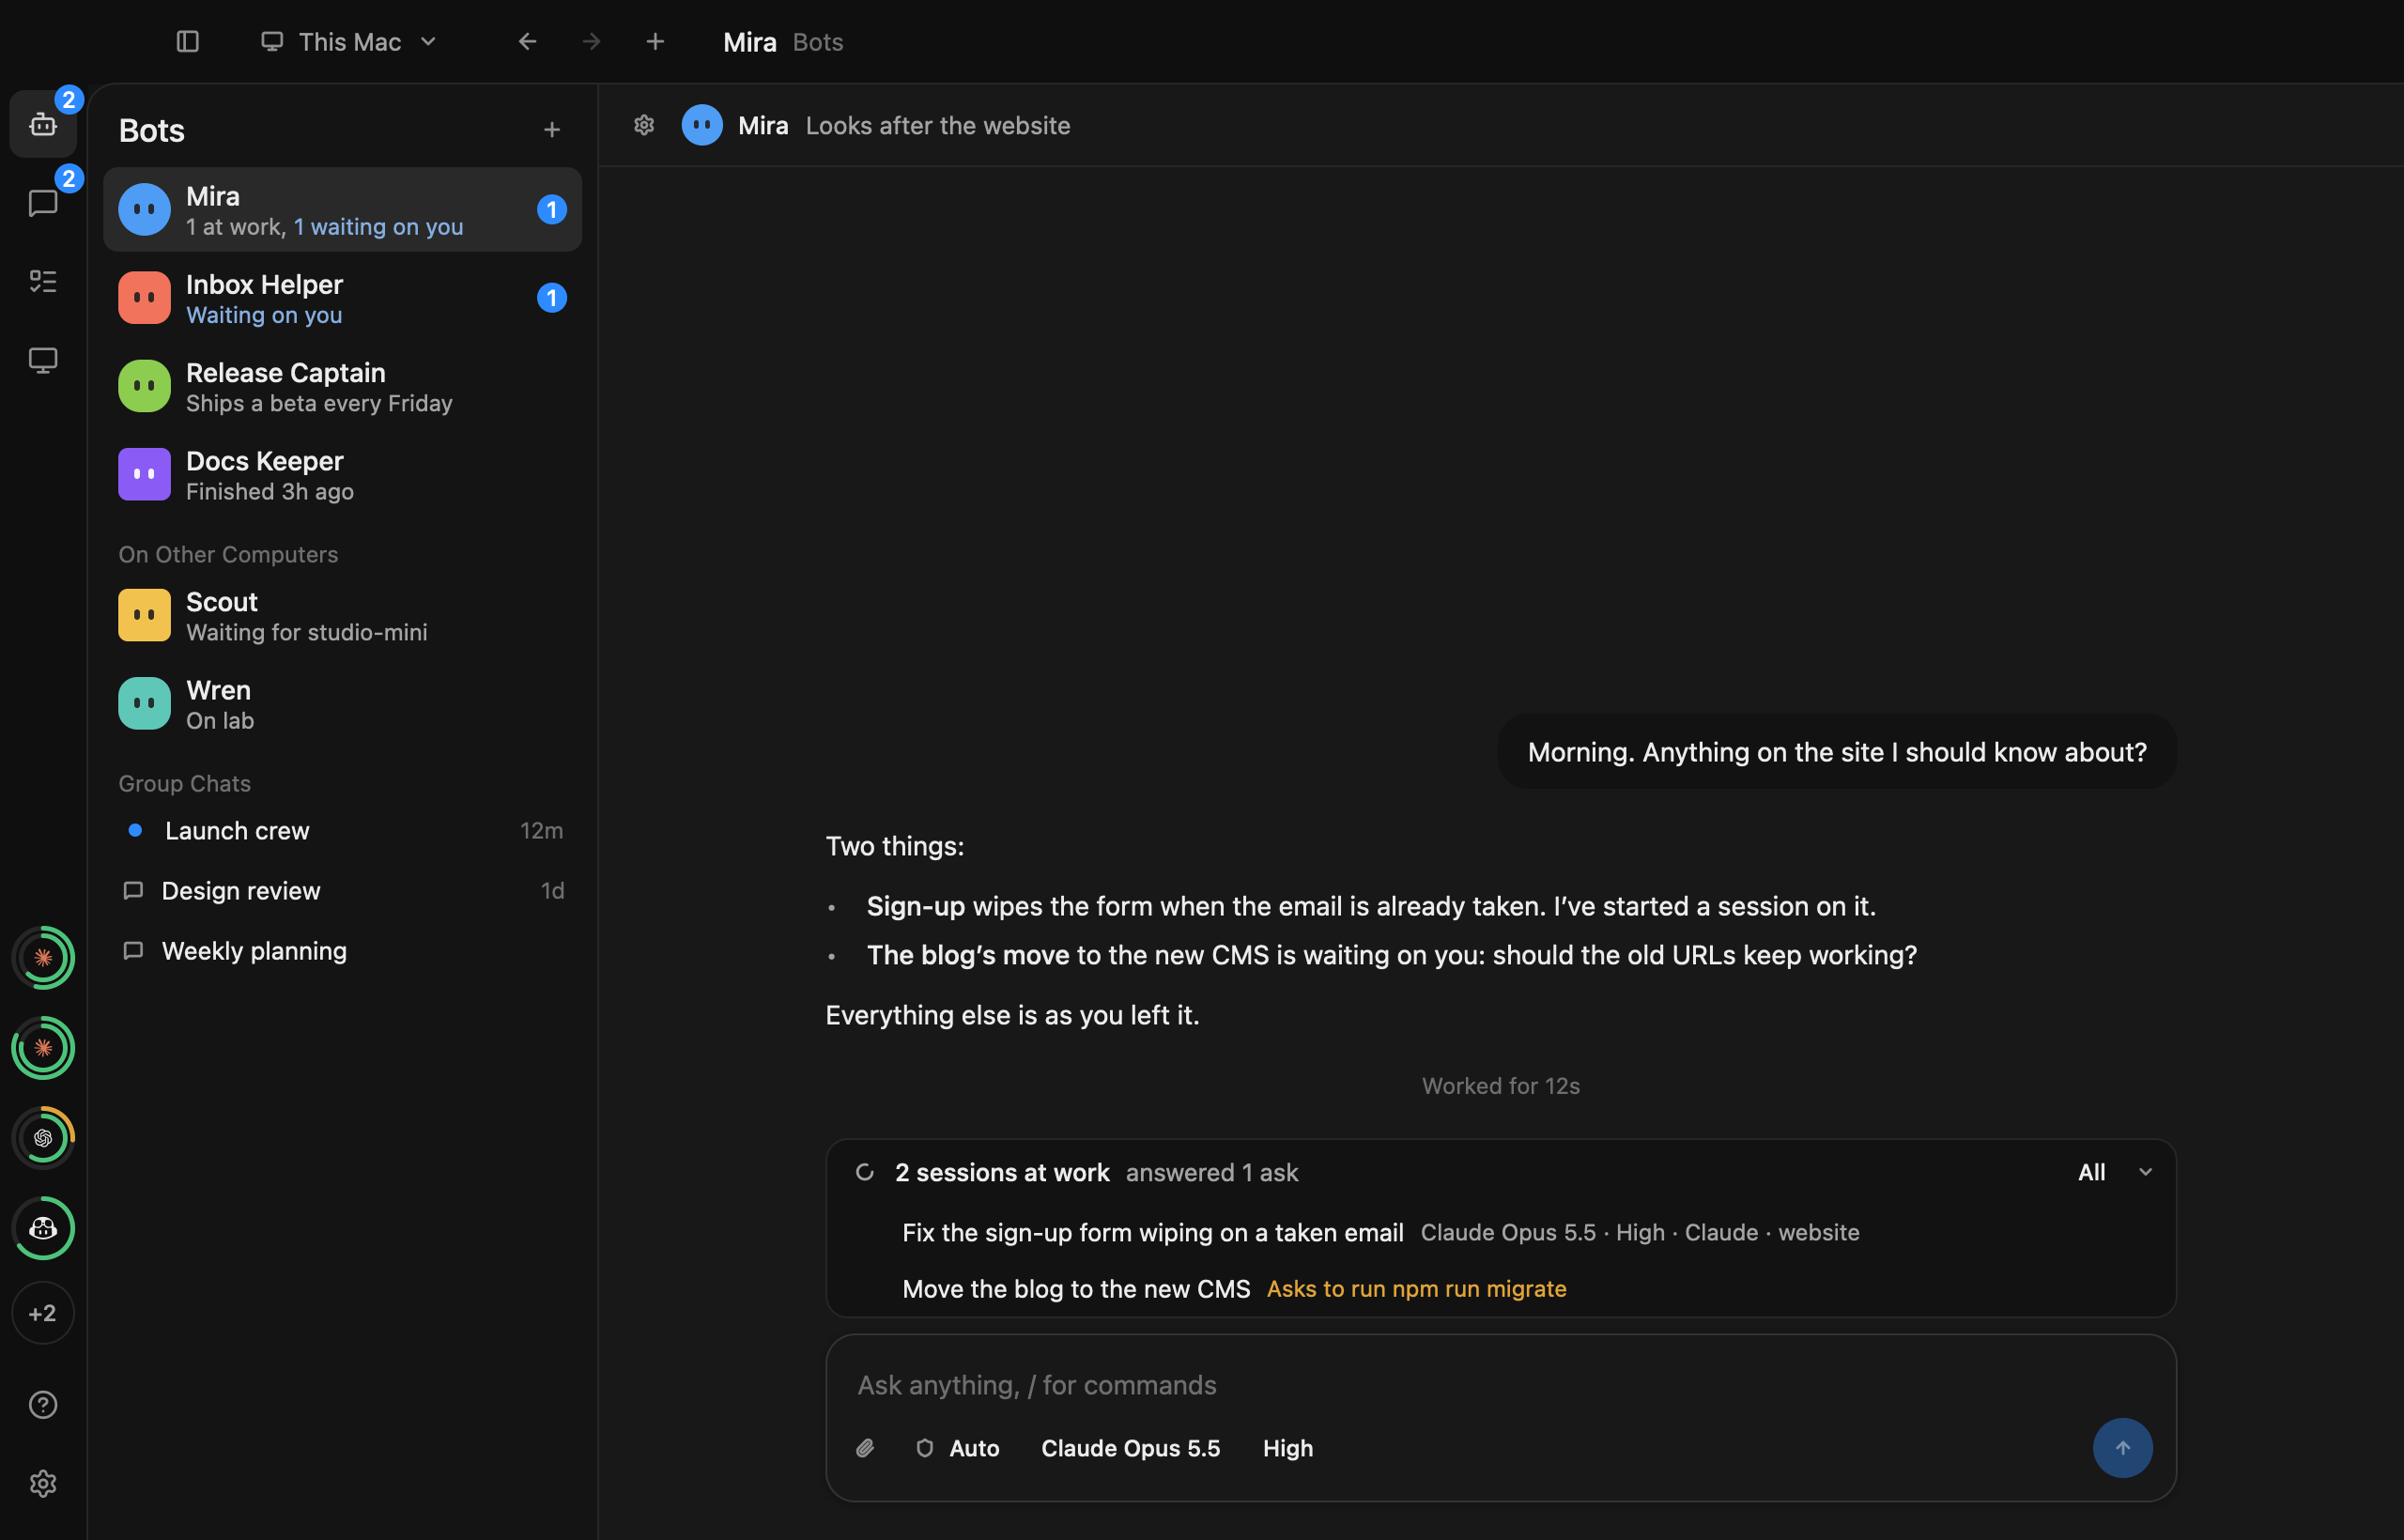 This Mac
Mira Bots
2
2
Bots
Mira
1 at work, 1 waiting on you
1
Inbox Helper
Waiting on you
1
Release Captain
Ships a beta every Friday
Docs Keeper
Finished 3h ago
On Other Computers
Scout
Waiting for studio-mini
Wren
On lab
Group Chats
Launch crew 12m
Design review 1d
Weekly planning
+2
Mira Looks after the website
Morning. Anything on the site I should know about?
Two things:
• Sign-up wipes the form when the email is already taken. I’ve started a session on it.
• The blog’s move to the new CMS is waiting on you: should the old URLs keep working?
Everything else is as you left it.
Worked for 12s
2 sessions at work answered 1 ask All
Fix the sign-up form wiping on a taken email Claude Opus 5.5 · High · Claude · website
Move the blog to the new CMS Asks to run npm run migrate
Ask anything, / for commands
Auto Claude Opus 5.5 High